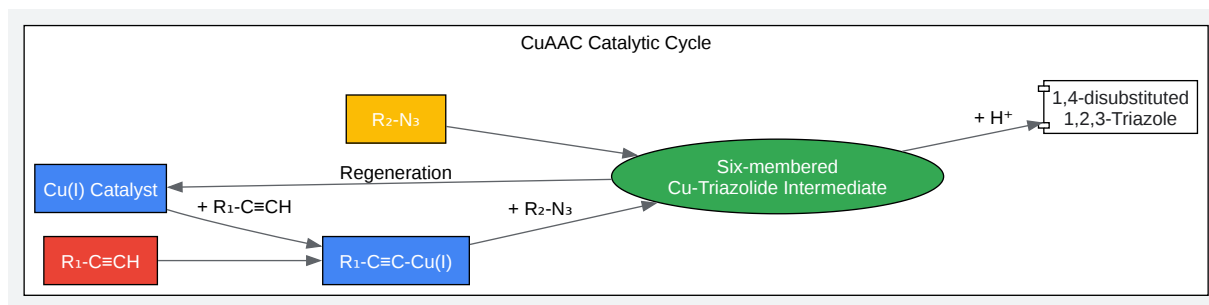 CuAAC Catalytic Cycle
R₂-N₃
+ H⁺
1,4-disubstituted
1,2,3-Triazole
Six-membered
Cu-Triazolide Intermediate
Regeneration
Cu(I) Catalyst
+ R₁-C≡CH
+ R₂-N₃
R₁-C≡CH
R₁-C≡C-Cu(I)